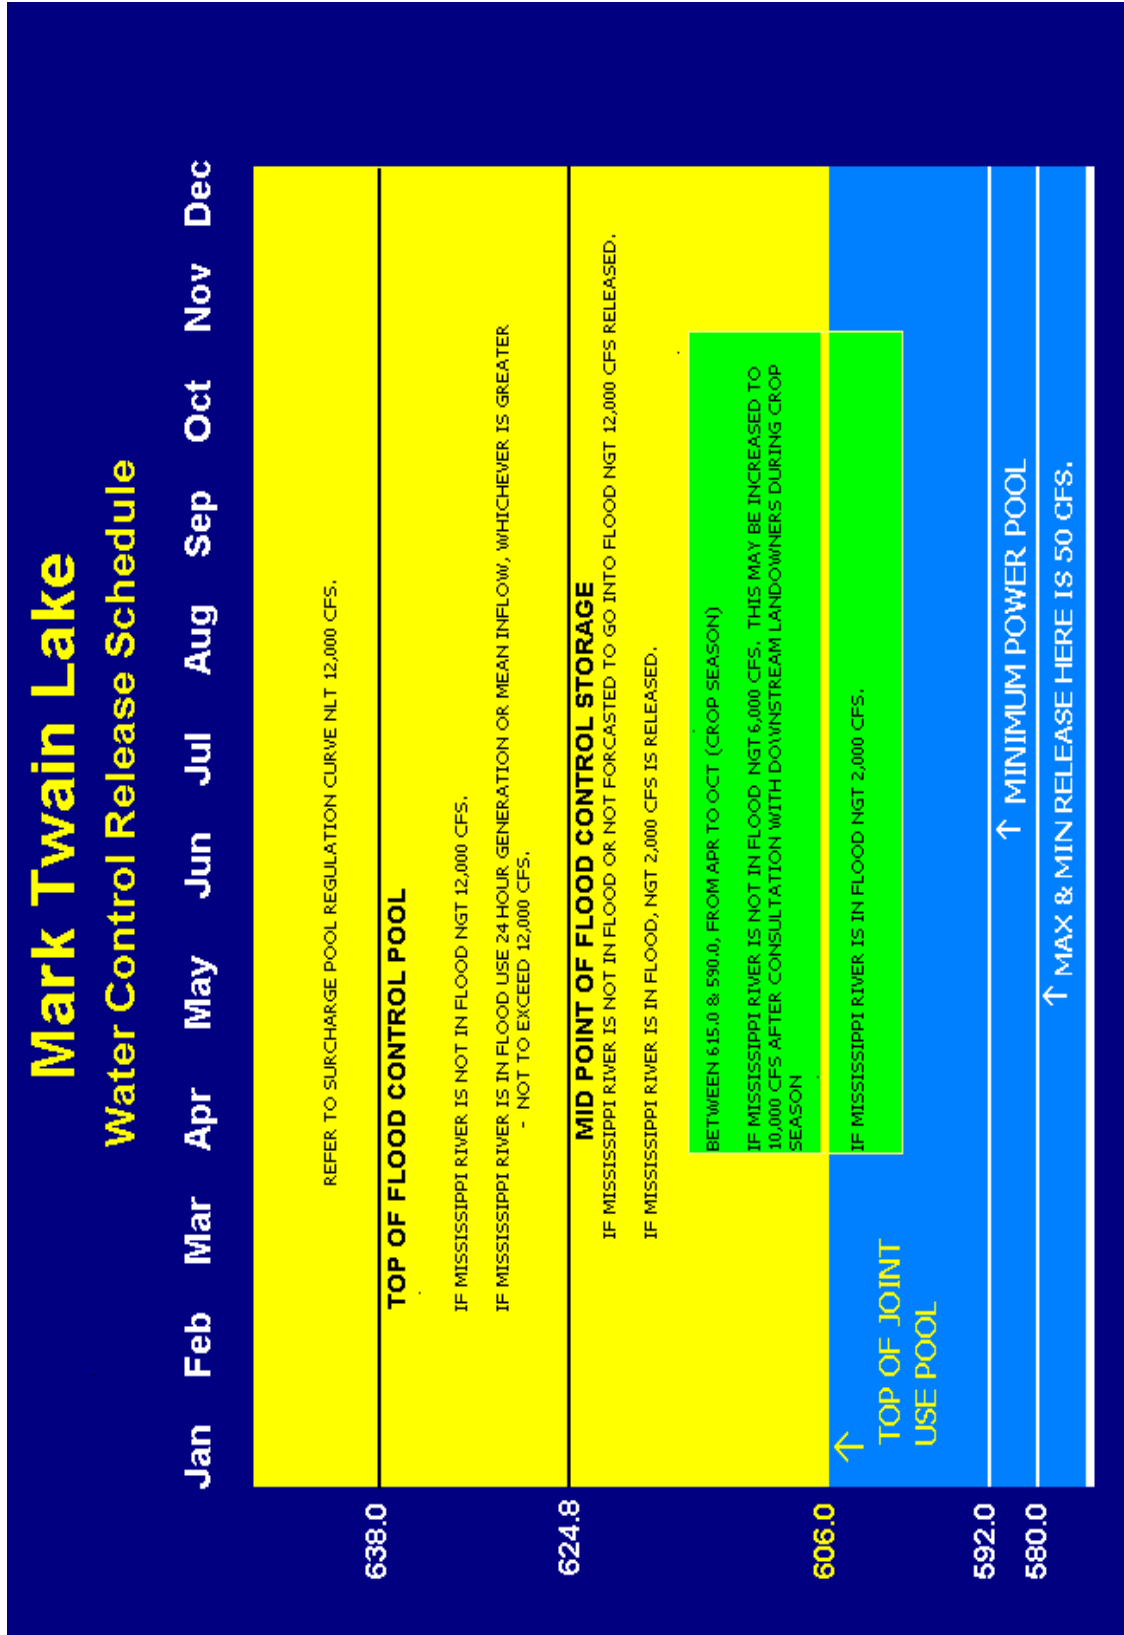 Mark Twain Lake
Water Control Release Schedule
Jan Feb Mar Apr May Jun Jul Aug Sep Oct Nov Dec
REFER TO SURCHARGE POOL REGULATION CURVE NLT 12,000 CFS.
638.0
TOP OF FLOOD CONTROL POOL
IF MISSISSIPPI RIVER IS NOT IN FLOOD NGT 12,000 CFS.
IF MISSISSIPPI RIVER IS IN FLOOD USE 24 HOUR GENERATION OR MEAN INFLOW, WHICHEVER IS GREATER
- NOT TO EXCEED 12,000 CFS.
624.8
MID POINT OF FLOOD CONTROL STORAGE
IF MISSISSIPPI RIVER IS NOT IN FLOOD OR NOT FORCASTED TO GO INTO FLOOD NGT 12,000 CFS RELEASED.
IF MISSISSIPPI RIVER IS IN FLOOD, NGT 2,000 CFS IS RELEASED.
BETWEEN 615.0 & 590.0, FROM APR TO OCT (CROP SEASON)
IF MISSISSIPPI RIVER IS NOT IN FLOOD NGT 6,000 CFS. THIS MAY BE INCREASED TO
10,000 CFS AFTER CONSULTATION WITH DOWNSTREAM LANDOWNERS DURING CROP
SEASON
606.0
IF MISSISSIPPI RIVER IS IN FLOOD NGT 2,000 CFS.
↑ TOP OF JOINT
USE POOL
592.0
↑ MINIMUM POWER POOL
580.0
↑ MAX & MIN RELEASE HERE IS 50 CFS.